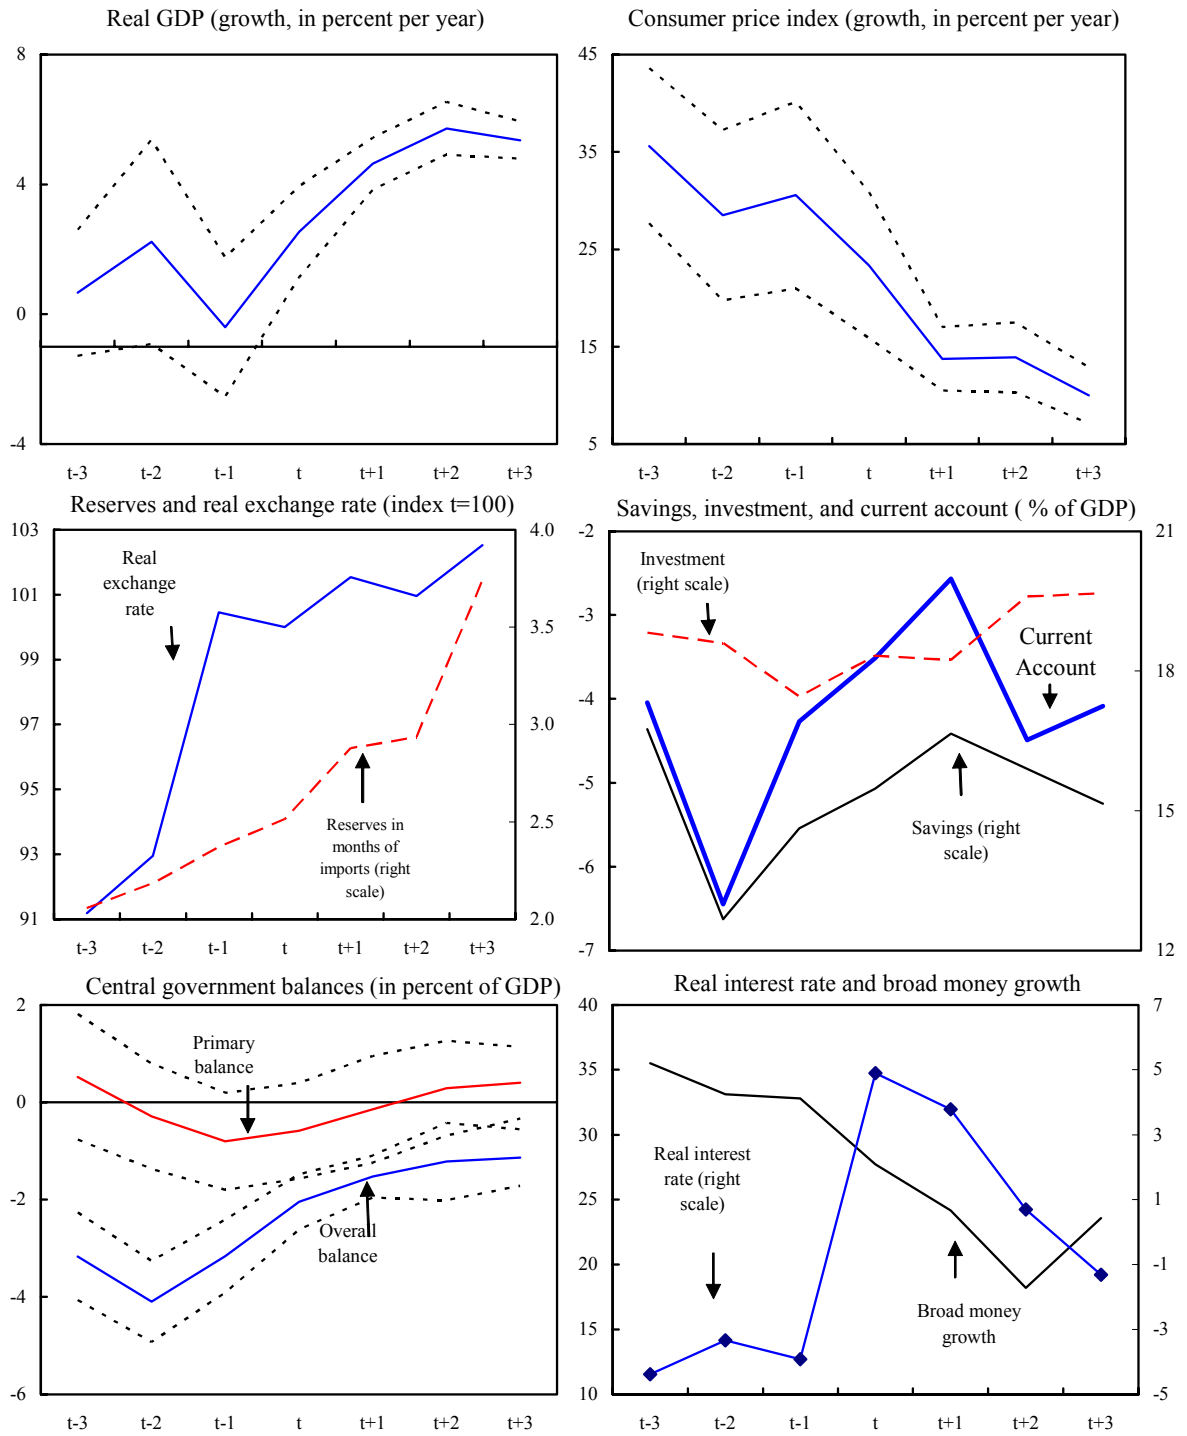 Real GDP (growth, in percent per year)
8
4
0
-4
t-3 t-2 t-1 t t+1 t+2 t+3
Consumer price index (growth, in percent per year)
45
35
25
15
5
t-3 t-2 t-1 t t+1 t+2 t+3
Reserves and real exchange rate (index t=100)
103
101
99
97
95
93
91
4.0
3.5
3.0
2.5
2.0
Real
exchange
rate
Reserves in
months of
imports (right
scale)
t-3 t-2 t-1 t t+1 t+2 t+3
Savings, investment, and current account ( % of GDP)
-2
-3
-4
-5
-6
-7
21
18
15
12
Investment
(right scale)
Current
Account
Savings (right
scale)
Central government balances (in percent of GDP)
2
0
-2
-4
-6
Primary
balance
Overall
balance
t-3 t-2 t-1 t t+1 t+2 t+3
Real interest rate and broad money growth
40
35
30
25
20
15
10
7
5
3
1
-1
-3
-5
Real interest
rate (right
scale)
Broad money
growth
t-3 t-2 t-1 t t+1 t+2 t+3